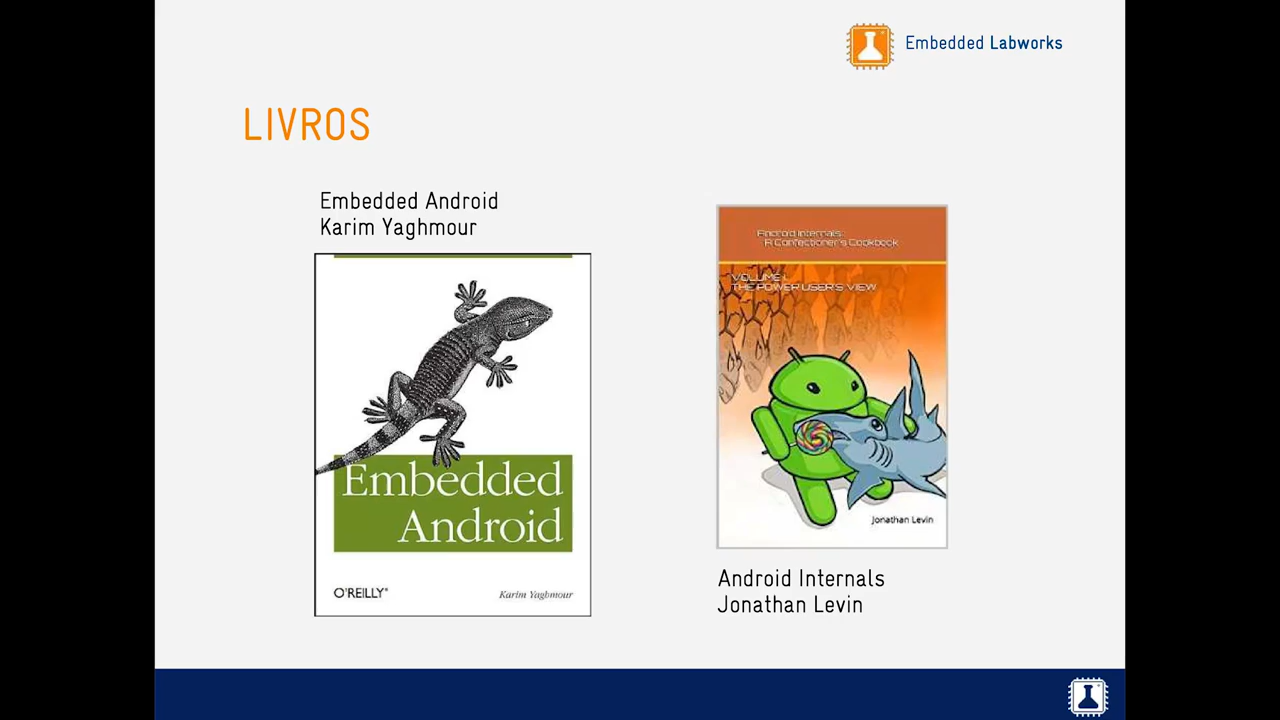 Embedded Labworks
LIVROS
Embedded Android
Karim Yaghmour
Embedded
Android
O'REILLY®
Karim Yaghmour
Android Internals::
A Confectioner's Cookbook
VOLUME I
THE POWER USER'S VIEW
Jonathan Levin
Android Internals
Jonathan Levin